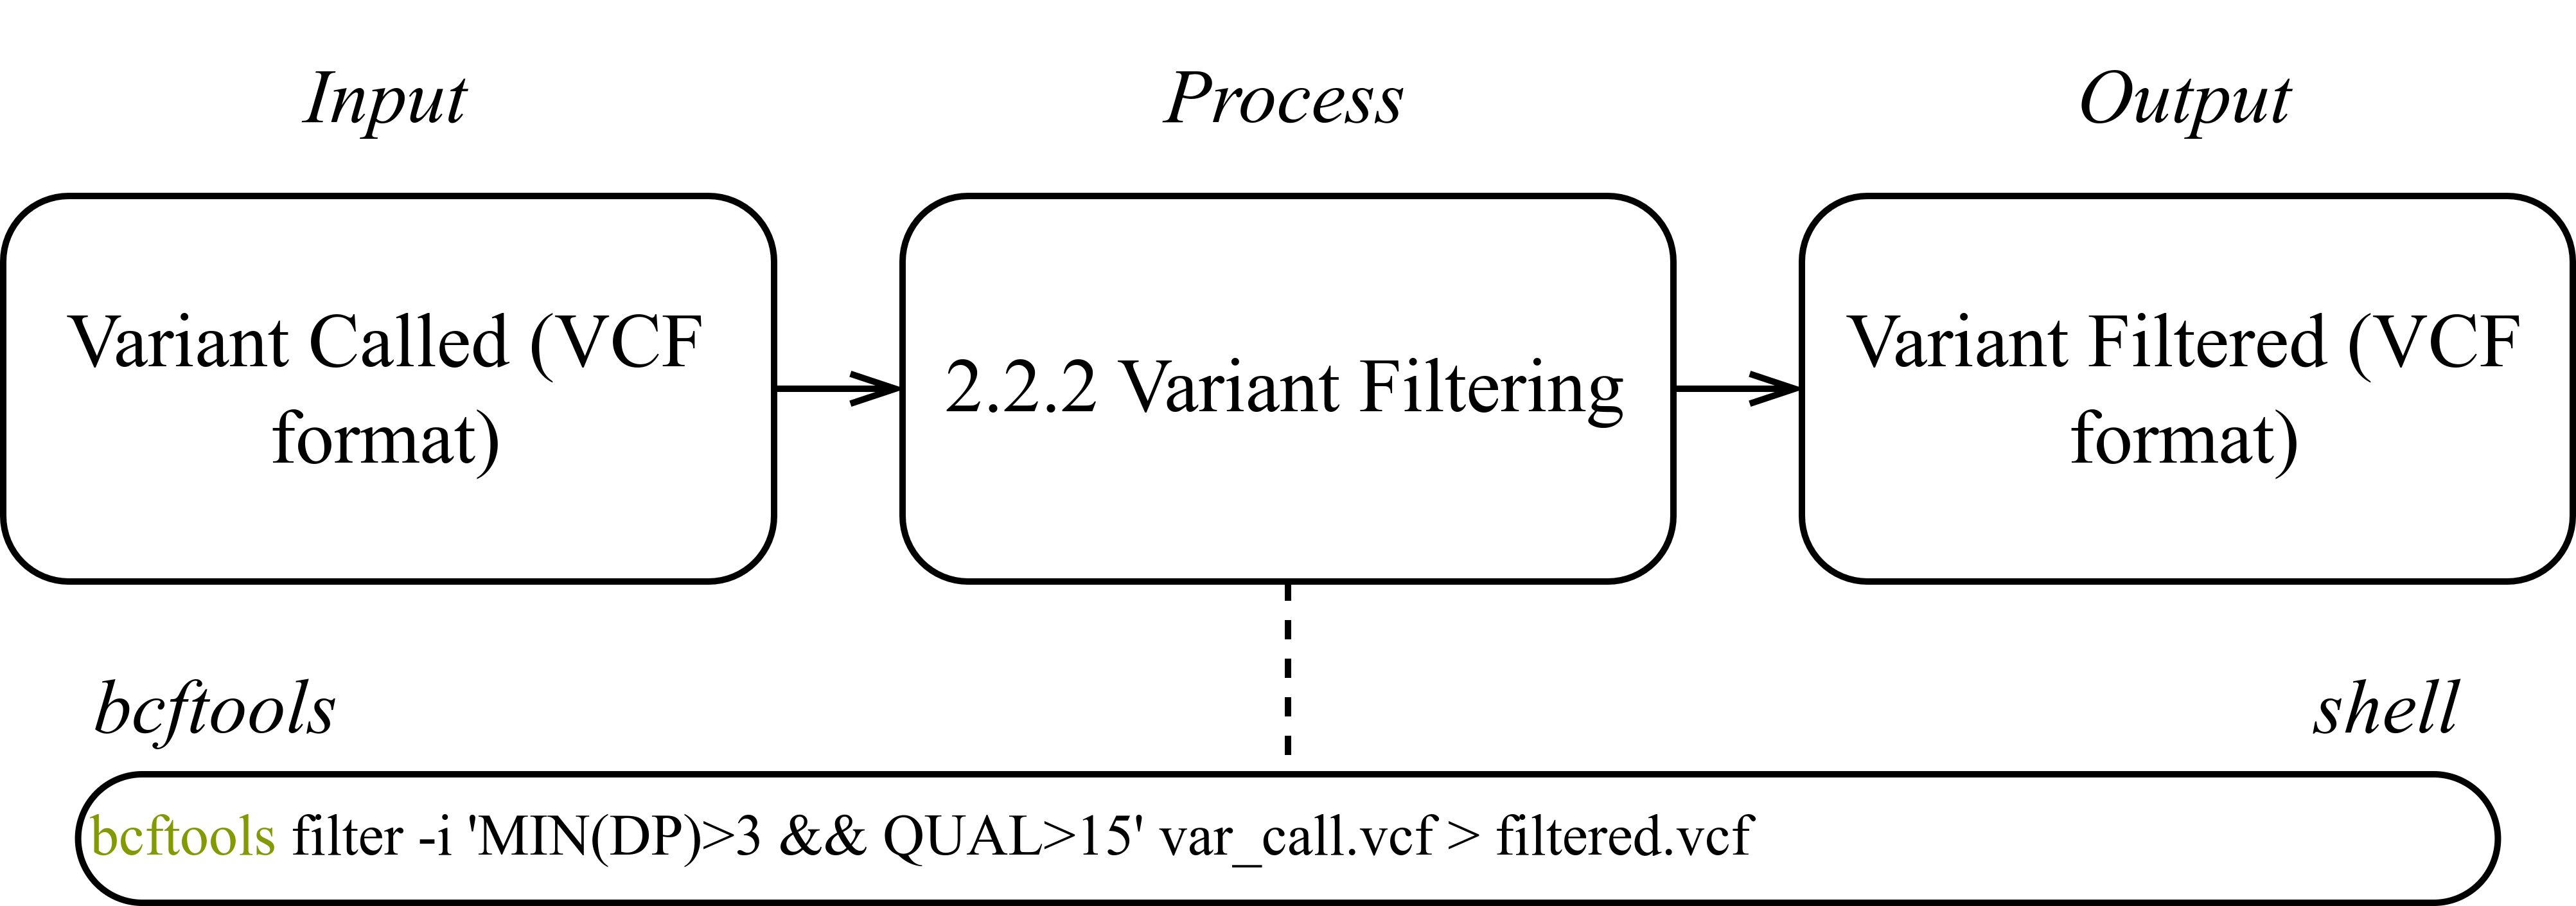 Input
Process
Output
Variant Called (VCF
format)
2.2.2 Variant Filtering
Variant Filtered (VCF
format)
bcftools
shell
bcftools filter -i 'MIN(DP)>3 && QUAL>15' var_call.vcf > filtered.vcf